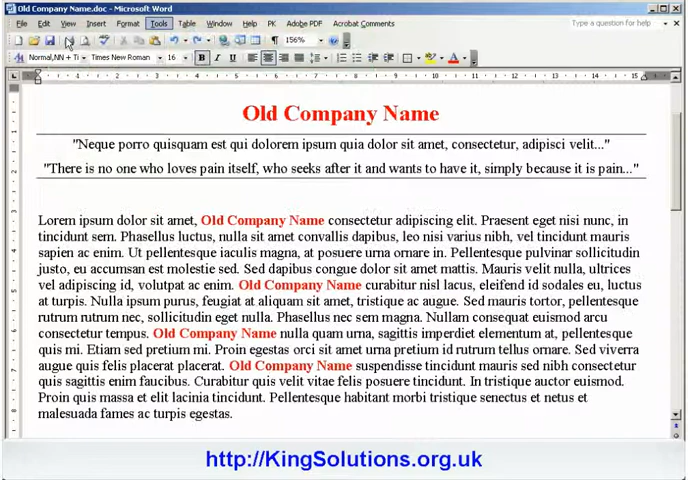 Old Company Name.doc - Microsoft Word
File Edit View Insert Format Tools Table Window Help PK Adobe PDF Acrobat Comments Type a question for help
156%
Normal,NN + Ti Times New Roman 16 B I U
Old Company Name
"Neque porro quisquam est qui dolorem ipsum quia dolor sit amet, consectetur, adipisci velit..."
"There is no one who loves pain itself, who seeks after it and wants to have it, simply because it is pain..."
Lorem ipsum dolor sit amet, Old Company Name consectetur adipiscing elit. Praesent eget nisi nunc, in
tincidunt sem. Phasellus luctus, nulla sit amet convallis dapibus, leo nisi varius nibh, vel tincidunt mauris
sapien ac enim. Ut pellentesque iaculis magna, at posuere urna ornare in. Pellentesque pulvinar sollicitudin
justo, eu accumsan est molestie sed. Sed dapibus congue dolor sit amet mattis. Mauris velit nulla, ultrices
vel adipiscing id, volutpat ac enim. Old Company Name curabitur nisl lacus, eleifend id sodales eu, luctus
at turpis. Nulla ipsum purus, feugiat at aliquam sit amet, tristique ac augue. Sed mauris tortor, pellentesque
rutrum rutrum nec, sollicitudin eget nulla. Phasellus nec sem magna. Nullam consequat euismod arcu
consectetur tempus. Old Company Name nulla quam urna, sagittis imperdiet elementum at, pellentesque
quis mi. Etiam sed pretium mi. Proin egestas orci sit amet urna pretium id rutrum tellus ornare. Sed viverra
augue quis felis placerat placerat. Old Company Name suspendisse tincidunt mauris sed nibh consectetur
quis sagittis enim faucibus. Curabitur quis velit vitae felis posuere tincidunt. In tristique auctor euismod.
Proin quis massa et elit lacinia tincidunt. Pellentesque habitant morbi tristique senectus et netus et
malesuada fames ac turpis egestas.
http://KingSolutions.org.uk